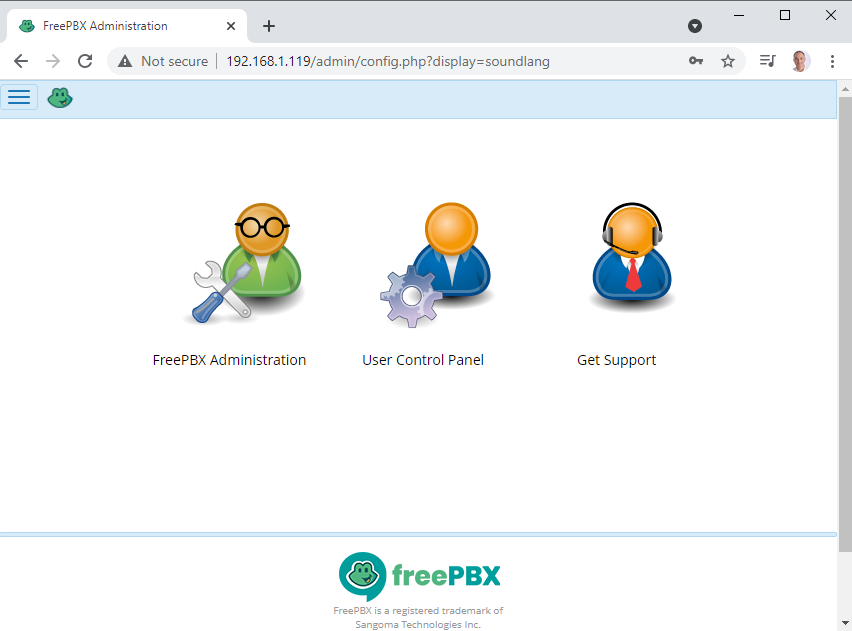 FreePBX Administration
Not secure
192.168.1.119/admin/config.php?display=soundlang
FreePBX Administration
User Control Panel
Get Support
freePBX
FreePBX is a registered trademark of
Sangoma Technologies Inc.